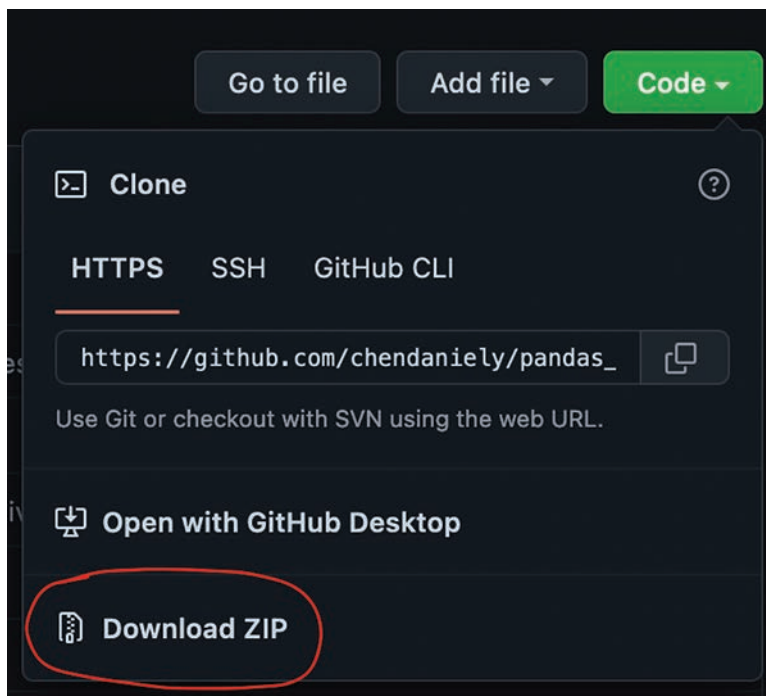 Go to file Add file Code
Clone
HTTPS SSH GitHub CLI
https://github.com/chendaniely/pandas_
Use Git or checkout with SVN using the web URL.
Open with GitHub Desktop
Download ZIP